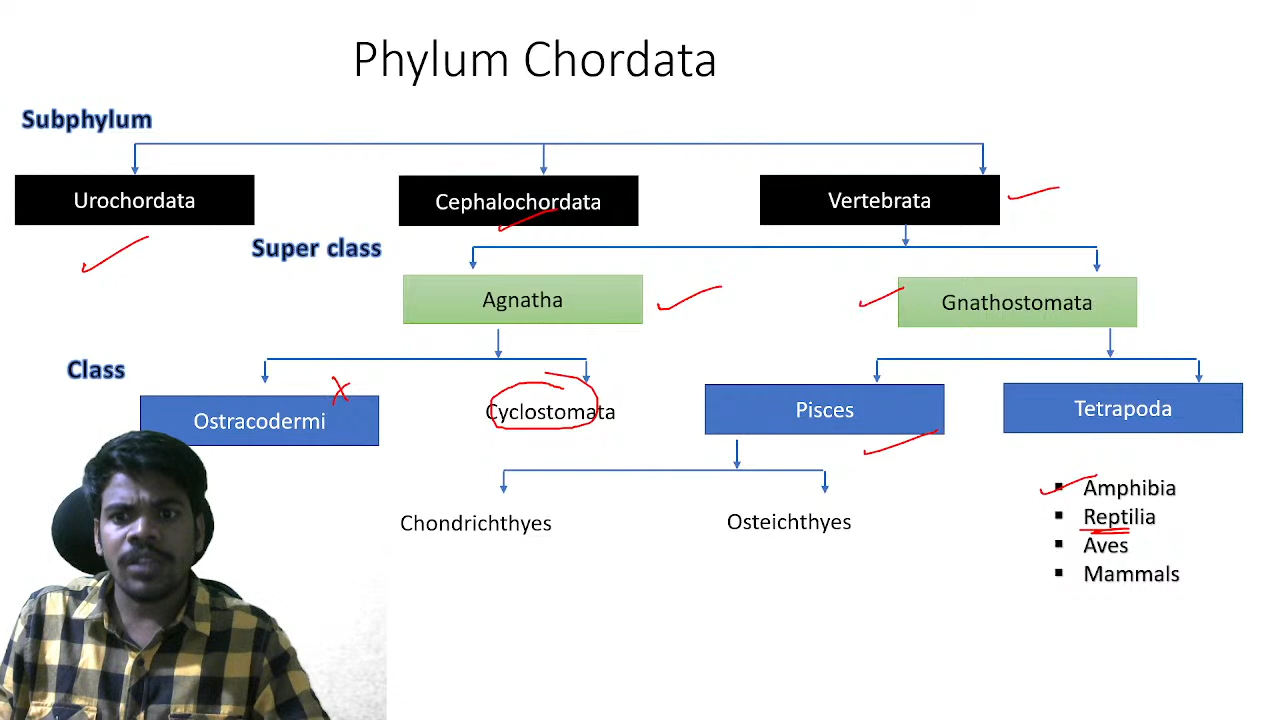 Phylum Chordata
Subphylum
Urochordata
Cephalochordata
Vertebrata
Super class
Agnatha
Gnathostomata
Class
Ostracodermi
Cyclostomata
Pisces
Tetrapoda
Chondrichthyes
Osteichthyes
Amphibia
Reptilia
Aves
Mammals